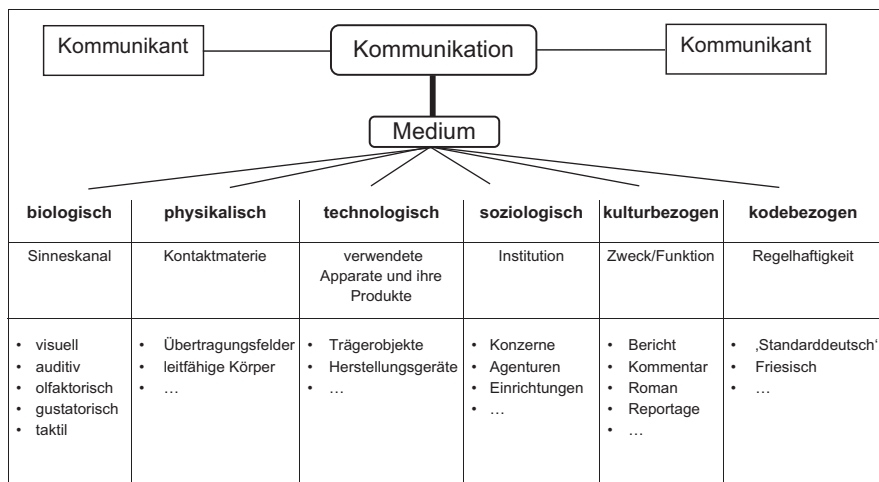 Kommunikant
Kommunikation
Kommunikant
Medium
biologisch
physikalisch
technologisch
soziologisch
kulturbezogen
kodebezogen
Sinneskanal
Kontaktmaterie
verwendete
Apparate und ihre
Produkte
Institution
Zweck/Funktion
Regelhaftigkeit
• visuell
• auditiv
• olfaktorisch
• gustatorisch
• taktil
• Übertragungsfelder
• leitfähige Körper
• …
• Trägerobjekte
• Herstellungsgeräte
• …
• Konzerne
• Agenturen
• Einrichtungen
• …
• Bericht
• Kommentar
• Roman
• Reportage
• …
• ‚Standarddeutsch‘
• Friesisch
• …